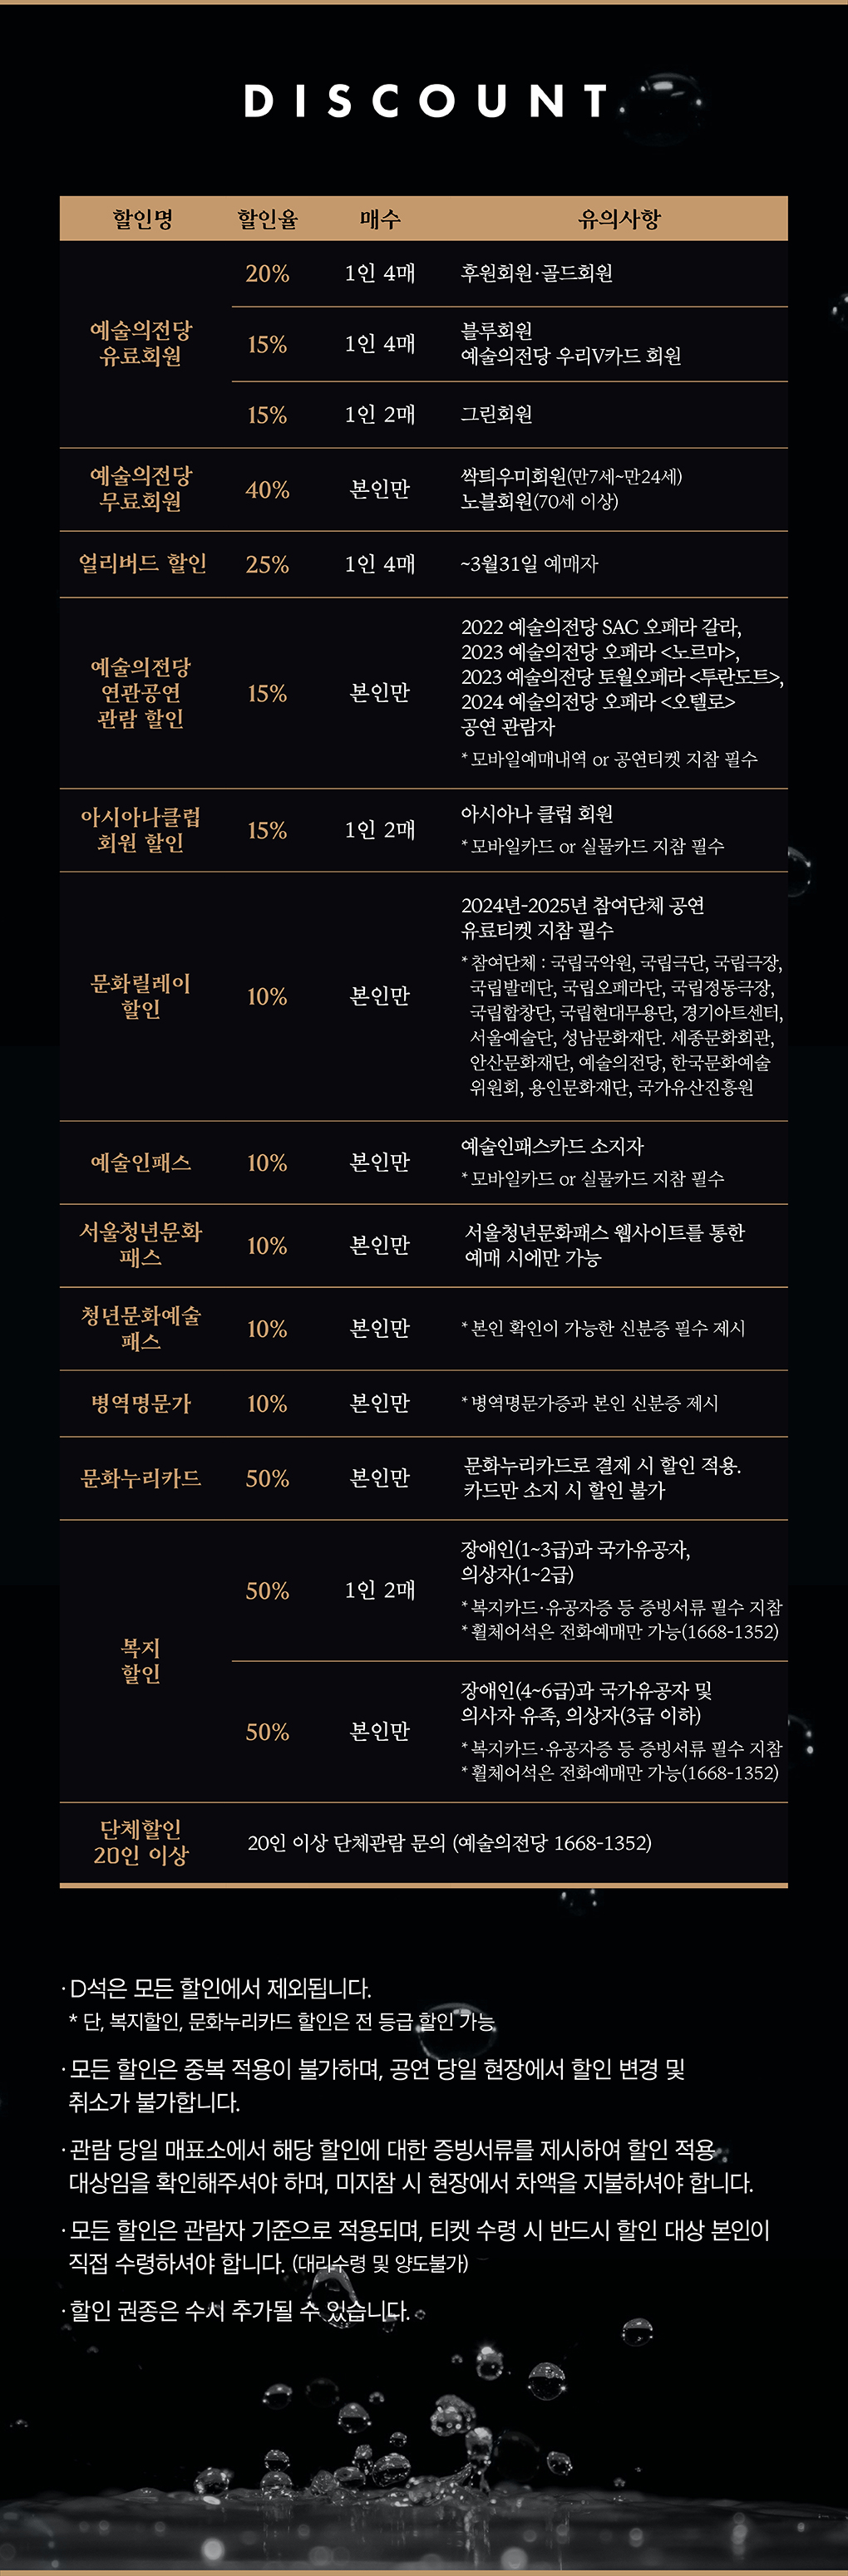 DISCOUNT
할인명 할인율 매수 유의사항
예술의전당
유료회원
20% 1인 4매 후원회원·골드회원
15% 1인 4매 블루회원
예술의전당 우리V카드 회원
15% 1인 2매 그린회원
예술의전당
무료회원
40% 본인만 싹틔우미회원(만7세~만24세)
노블회원(70세 이상)
얼리버드 할인 25% 1인 4매 ~3월31일 예매자
예술의전당
연관공연
관람 할인
15% 본인만
2022 예술의전당 SAC 오페라 갈라,
2023 예술의전당 오페라 <노르마>,
2023 예술의전당 토월오페라 <투란도트>,
2024 예술의전당 오페라 <오텔로>
공연 관람자
* 모바일예매내역 or 공연티켓 지참 필수
아시아나클럽
회원 할인
15% 1인 2매
아시아나 클럽 회원
* 모바일카드 or 실물카드 지참 필수
문화릴레이
할인
10% 본인만
2024년-2025년 참여단체 공연
유료티켓 지참 필수
* 참여단체 : 국립국악원, 국립극단, 국립극장,
국립발레단, 국립오페라단, 국립정동극장,
국립합창단, 국립현대무용단, 경기아트센터,
서울예술단, 성남문화재단. 세종문화회관,
안산문화재단, 예술의전당, 한국문화예술
위원회, 용인문화재단, 국가유산진흥원
예술인패스 10% 본인만
예술인패스카드 소지자
* 모바일카드 or 실물카드 지참 필수
서울청년문화
패스
10% 본인만
서울청년문화패스 웹사이트를 통한
예매 시에만 가능
청년문화예술
패스
10% 본인만 * 본인 확인이 가능한 신분증 필수 제시
병역명문가 10% 본인만 * 병역명문가증과 본인 신분증 제시
문화누리카드 50% 본인만
문화누리카드로 결제 시 할인 적용.
카드만 소지 시 할인 불가
복지
할인
50% 1인 2매
장애인(1~3급)과 국가유공자,
의상자(1~2급)
* 복지카드·유공자증 등 증빙서류 필수 지참
* 휠체어석은 전화예매만 가능(1668-1352)
50% 본인만
장애인(4~6급)과 국가유공자 및
의사자 유족, 의상자(3급 이하)
* 복지카드·유공자증 등 증빙서류 필수 지참
* 휠체어석은 전화예매만 가능(1668-1352)
단체할인
20인 이상
20인 이상 단체관람 문의 (예술의전당 1668-1352)
· D석은 모든 할인에서 제외됩니다.
* 단, 복지할인, 문화누리카드 할인은 전 등급 할인 가능
· 모든 할인은 중복 적용이 불가하며, 공연 당일 현장에서 할인 변경 및
취소가 불가합니다.
· 관람 당일 매표소에서 해당 할인에 대한 증빙서류를 제시하여 할인 적용
대상임을 확인해주셔야 하며, 미지참 시 현장에서 차액을 지불하셔야 합니다.
· 모든 할인은 관람자 기준으로 적용되며, 티켓 수령 시 반드시 할인 대상 본인이
직접 수령하셔야 합니다. (대리수령 및 양도불가)
· 할인 권종은 수시 추가될 수 있습니다.